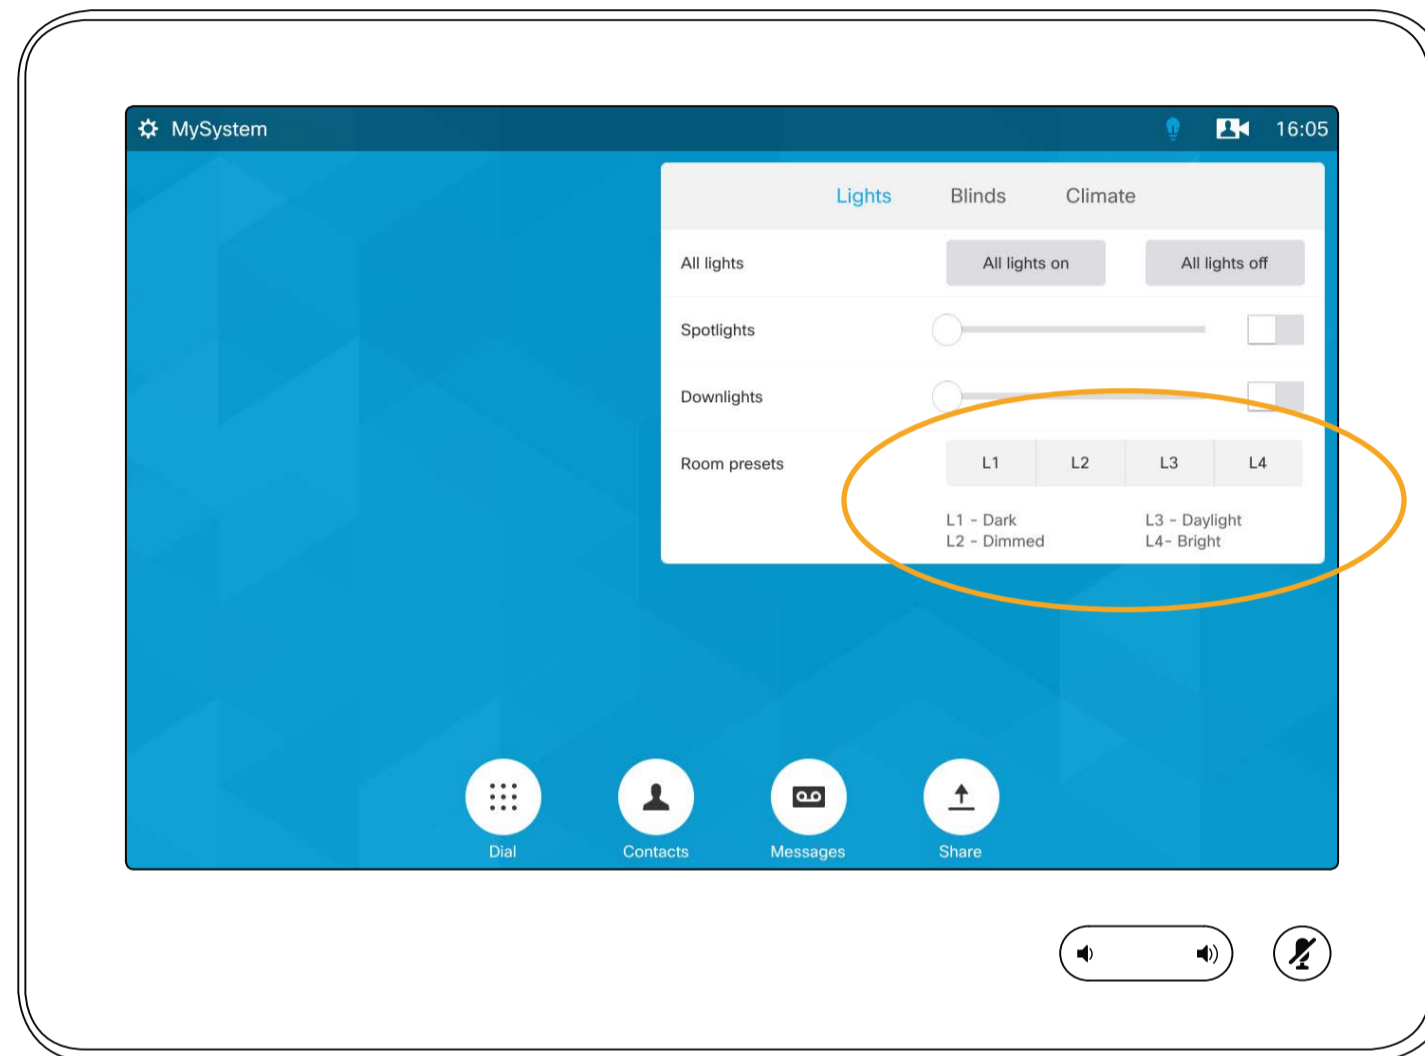 MySystem 16:05
Lights Blinds Climate
All lights All lights on All lights off
Spotlights
Downlights
Room presets L1 L2 L3 L4
L1 - Dark L3 - Daylight
L2 - Dimmed L4- Bright
Dial Contacts Messages Share